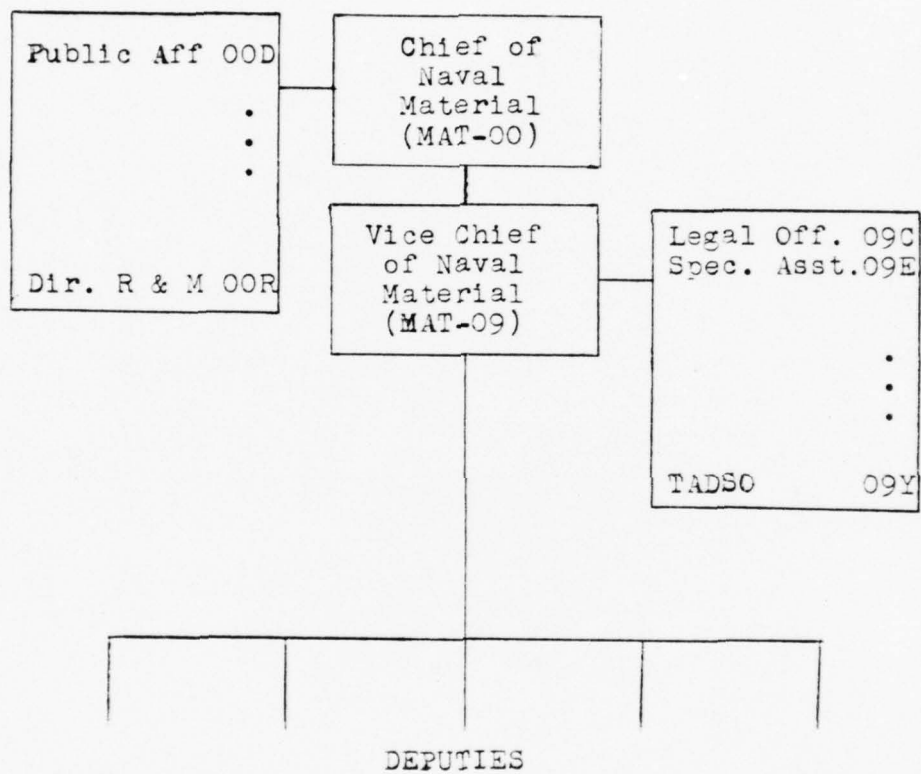 Public Aff 00D
Dir. R & M 00R
Chief of
Naval
Material
(MAT-00)
Vice Chief
of Naval
Material
(MAT-09)
Legal Off. 09C
Spec. Asst.09E
TADSO 09Y
DEPUTIES